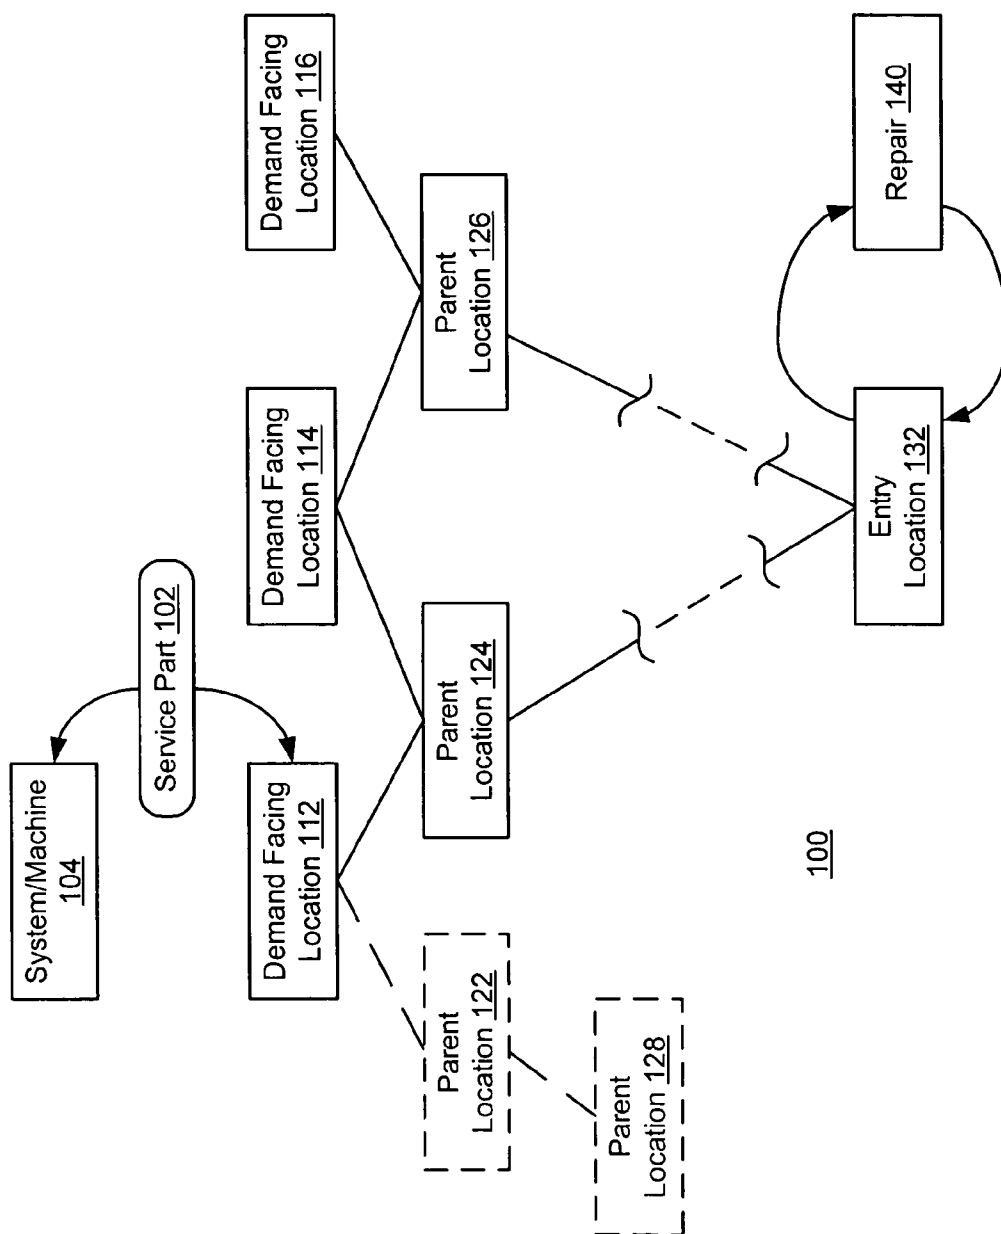 System/Machine
104
Service Part 102
Demand Facing
Location 112
Demand Facing
Location 114
Demand Facing
Location 116
Parent
Location 122
Parent
Location 124
Parent
Location 126
Parent
Location 128
Entry
Location 132
Repair 140
100